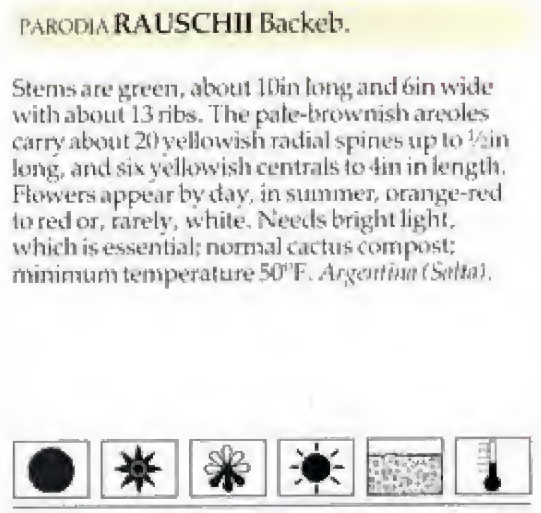 PARODIA RAUSCHII Backeb.
Stems are green, about 10in long and 6in wide
with about 13 ribs. The pale-brownish areoles
carry about 20 yellowish radial spines up to ½in
long, and six yellowish centrals to 4in in length.
Flowers appear by day, in summer, orange-red
to red or, rarely, white. Needs bright light,
which is essential; normal cactus compost;
minimum temperature 50°F. Argentina (Salta).